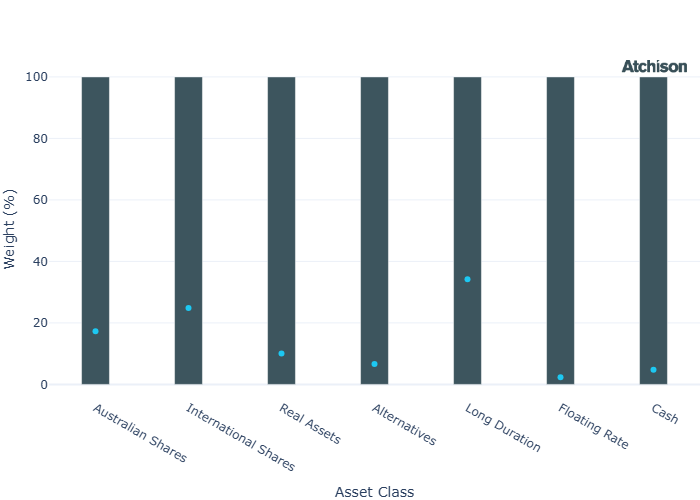 Atchison
100
80
60
40
20
0
Weight (%)
Australian Shares
International Shares
Real Assets
Alternatives
Long Duration
Floating Rate
Cash
Asset Class